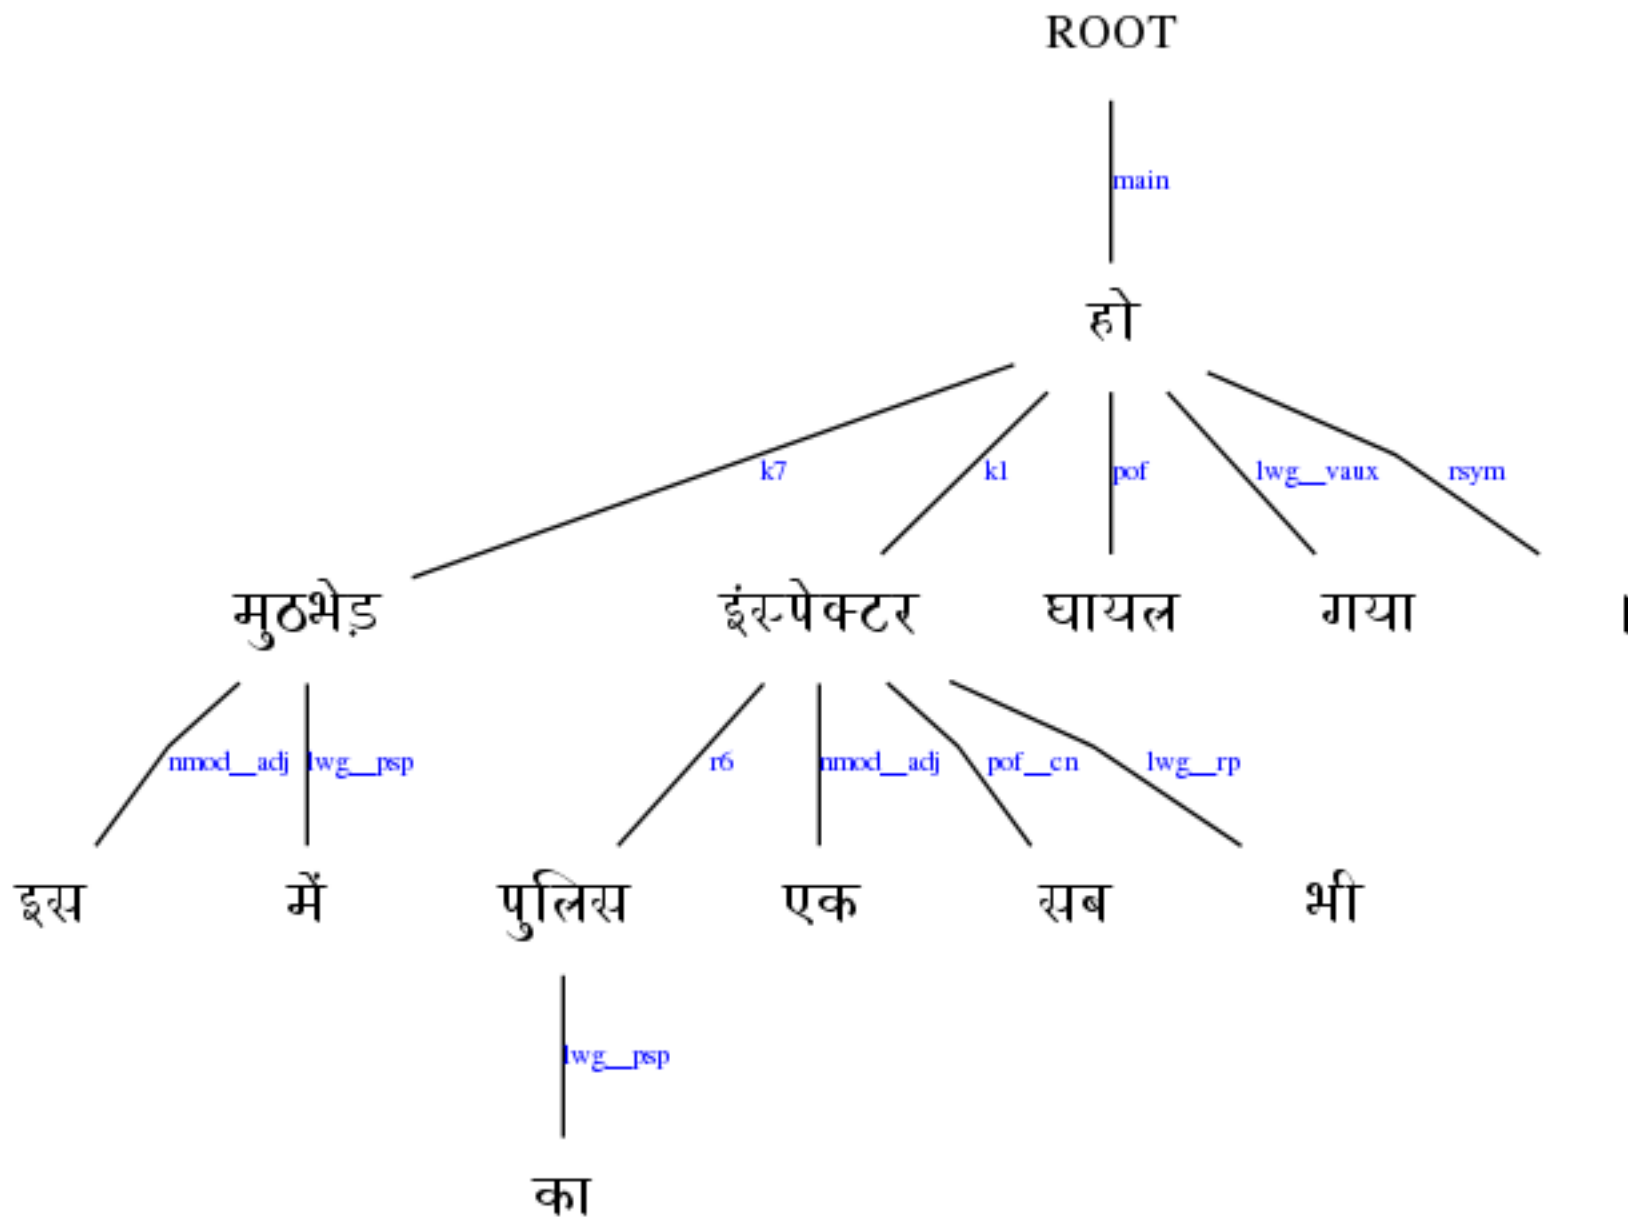 ROOT
main
हो
k7 k1 pof lwg__vaux rsym
मुठभेड़ इंस्पेक्टर घायल गया ।
nmod__adj lwg__psp r6 nmod__adj pof__cn lwg__rp
इस में पुलिस एक सब भी
lwg__psp
का